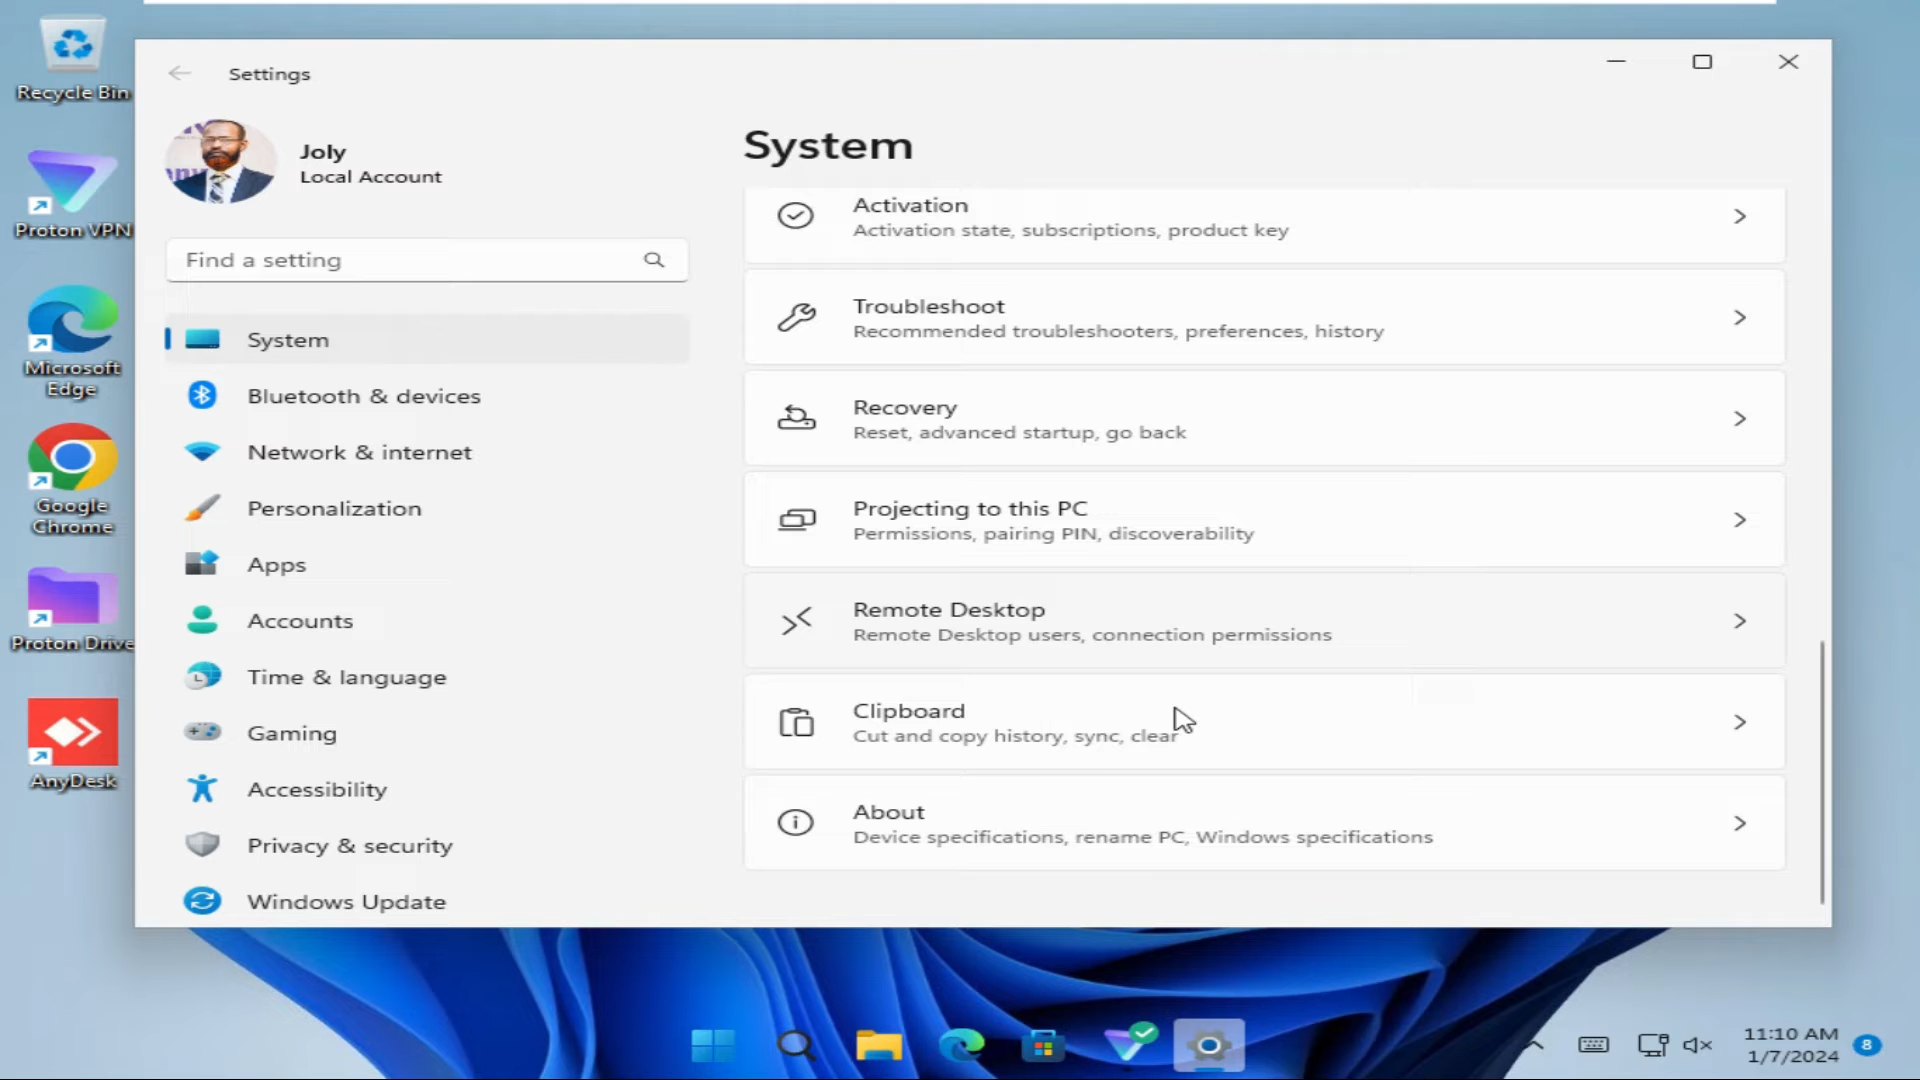 Recycle Bin
Proton VPN
Microsoft
Edge
Google
Chrome
Proton Drive
AnyDesk
Settings
Joly
Local Account
Find a setting
System
Bluetooth & devices
Network & internet
Personalization
Apps
Accounts
Time & language
Gaming
Accessibility
Privacy & security
Windows Update
System
Activation
Activation state, subscriptions, product key
Troubleshoot
Recommended troubleshooters, preferences, history
Recovery
Reset, advanced startup, go back
Projecting to this PC
Permissions, pairing PIN, discoverability
Remote Desktop
Remote Desktop users, connection permissions
Clipboard
Cut and copy history, sync, clear
About
Device specifications, rename PC, Windows specifications
11:10 AM
1/7/2024
8